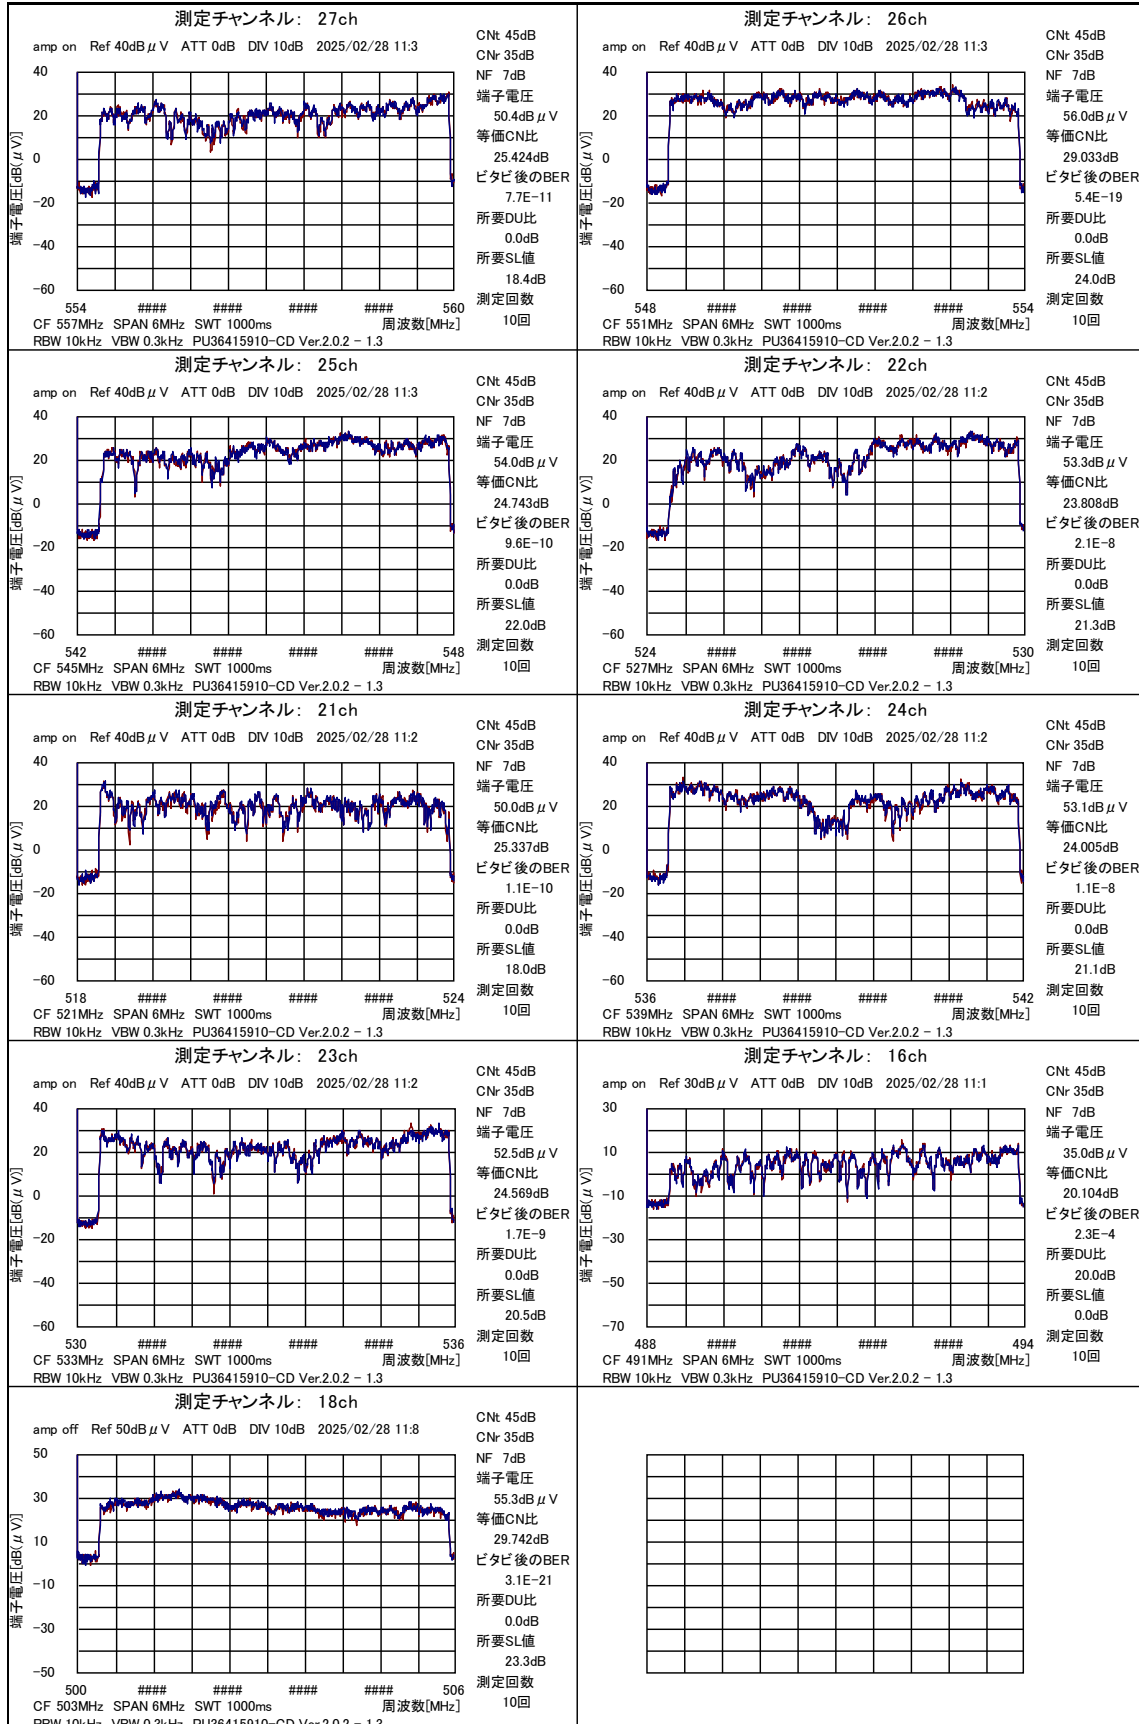 測定チャンネル： 27ch
amp on Ref 40dBμV ATT 0dB DIV 10dB 2025/02/28 11:3
端子電圧[dB(μV)]
40
20
0
-20
-40
-60
554 #### #### #### #### 560
CF 557MHz SPAN 6MHz SWT 1000ms 周波数[MHz]
RBW 10kHz VBW 0.3kHz PU36415910-CD Ver.2.0.2 - 1.3
CNt 45dB
CNr 35dB
NF 7dB
端子電圧
50.4dBμV
等価CN比
25.424dB
ビタビ後のBER
7.7E-11
所要DU比
0.0dB
所要SL値
18.4dB
測定回数
10回
測定チャンネル： 26ch
amp on Ref 40dBμV ATT 0dB DIV 10dB 2025/02/28 11:3
端子電圧[dB(μV)]
40
20
0
-20
-40
-60
548 #### #### #### #### 554
CF 551MHz SPAN 6MHz SWT 1000ms 周波数[MHz]
RBW 10kHz VBW 0.3kHz PU36415910-CD Ver.2.0.2 - 1.3
CNt 45dB
CNr 35dB
NF 7dB
端子電圧
56.0dBμV
等価CN比
29.033dB
ビタビ後のBER
5.4E-19
所要DU比
0.0dB
所要SL値
24.0dB
測定回数
10回
測定チャンネル： 25ch
amp on Ref 40dBμV ATT 0dB DIV 10dB 2025/02/28 11:3
端子電圧[dB(μV)]
40
20
0
-20
-40
-60
542 #### #### #### #### 548
CF 545MHz SPAN 6MHz SWT 1000ms 周波数[MHz]
RBW 10kHz VBW 0.3kHz PU36415910-CD Ver.2.0.2 - 1.3
CNt 45dB
CNr 35dB
NF 7dB
端子電圧
54.0dBμV
等価CN比
24.743dB
ビタビ後のBER
9.6E-10
所要DU比
0.0dB
所要SL値
22.0dB
測定回数
10回
測定チャンネル： 22ch
amp on Ref 40dBμV ATT 0dB DIV 10dB 2025/02/28 11:2
端子電圧[dB(μV)]
40
20
0
-20
-40
-60
524 #### #### #### #### 530
CF 527MHz SPAN 6MHz SWT 1000ms 周波数[MHz]
RBW 10kHz VBW 0.3kHz PU36415910-CD Ver.2.0.2 - 1.3
CNt 45dB
CNr 35dB
NF 7dB
端子電圧
53.3dBμV
等価CN比
23.808dB
ビタビ後のBER
2.1E-8
所要DU比
0.0dB
所要SL値
21.3dB
測定回数
10回
測定チャンネル： 21ch
amp on Ref 40dBμV ATT 0dB DIV 10dB 2025/02/28 11:2
端子電圧[dB(μV)]
40
20
0
-20
-40
-60
518 #### #### #### #### 524
CF 521MHz SPAN 6MHz SWT 1000ms 周波数[MHz]
RBW 10kHz VBW 0.3kHz PU36415910-CD Ver.2.0.2 - 1.3
CNt 45dB
CNr 35dB
NF 7dB
端子電圧
50.0dBμV
等価CN比
25.337dB
ビタビ後のBER
1.1E-10
所要DU比
0.0dB
所要SL値
18.0dB
測定回数
10回
測定チャンネル： 24ch
amp on Ref 40dBμV ATT 0dB DIV 10dB 2025/02/28 11:2
端子電圧[dB(μV)]
40
20
0
-20
-40
-60
536 #### #### #### #### 542
CF 539MHz SPAN 6MHz SWT 1000ms 周波数[MHz]
RBW 10kHz VBW 0.3kHz PU36415910-CD Ver.2.0.2 - 1.3
CNt 45dB
CNr 35dB
NF 7dB
端子電圧
53.1dBμV
等価CN比
24.005dB
ビタビ後のBER
1.1E-8
所要DU比
0.0dB
所要SL値
21.1dB
測定回数
10回
測定チャンネル： 23ch
amp on Ref 40dBμV ATT 0dB DIV 10dB 2025/02/28 11:2
端子電圧[dB(μV)]
40
20
0
-20
-40
-60
530 #### #### #### #### 536
CF 533MHz SPAN 6MHz SWT 1000ms 周波数[MHz]
RBW 10kHz VBW 0.3kHz PU36415910-CD Ver.2.0.2 - 1.3
CNt 45dB
CNr 35dB
NF 7dB
端子電圧
52.5dBμV
等価CN比
24.569dB
ビタビ後のBER
1.7E-9
所要DU比
0.0dB
所要SL値
20.5dB
測定回数
10回
測定チャンネル： 16ch
amp on Ref 30dBμV ATT 0dB DIV 10dB 2025/02/28 11:1
端子電圧[dB(μV)]
30
10
-10
-30
-50
-70
488 #### #### #### #### 494
CF 491MHz SPAN 6MHz SWT 1000ms 周波数[MHz]
RBW 10kHz VBW 0.3kHz PU36415910-CD Ver.2.0.2 - 1.3
CNt 45dB
CNr 35dB
NF 7dB
端子電圧
35.0dBμV
等価CN比
20.104dB
ビタビ後のBER
2.3E-4
所要DU比
20.0dB
所要SL値
0.0dB
測定回数
10回
測定チャンネル： 18ch
amp off Ref 50dBμV ATT 0dB DIV 10dB 2025/02/28 11:8
端子電圧[dB(μV)]
50
30
10
-10
-30
-50
500 #### #### #### #### 506
CF 503MHz SPAN 6MHz SWT 1000ms 周波数[MHz]
RBW 10kHz VBW 0.3kHz PU36415910-CD Ver.2.0.2 - 1.3
CNt 45dB
CNr 35dB
NF 7dB
端子電圧
55.3dBμV
等価CN比
29.742dB
ビタビ後のBER
3.1E-21
所要DU比
0.0dB
所要SL値
23.3dB
測定回数
10回